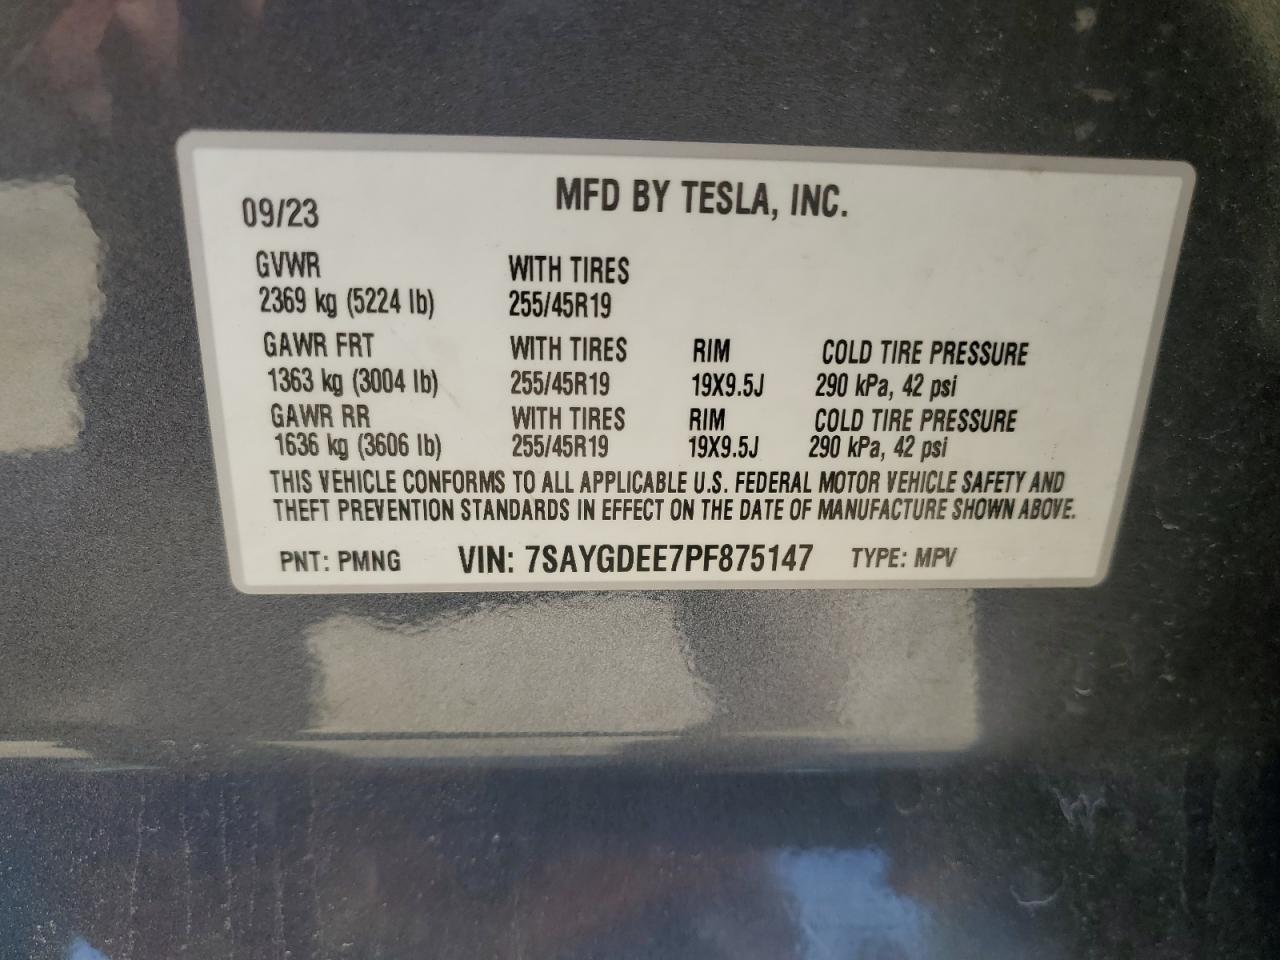 MFD BY TESLA, INC.
09/23
GVWR WITH TIRES
2369 kg (5224 lb) 255/45R19
GAWR FRT WITH TIRES RIM COLD TIRE PRESSURE
1363 kg (3004 lb) 255/45R19 19X9.5J 290 kPa, 42 psi
GAWR RR WITH TIRES RIM COLD TIRE PRESSURE
1636 kg (3606 lb) 255/45R19 19X9.5J 290 kPa, 42 psi
THIS VEHICLE CONFORMS TO ALL APPLICABLE U.S. FEDERAL MOTOR VEHICLE SAFETY AND
THEFT PREVENTION STANDARDS IN EFFECT ON THE DATE OF MANUFACTURE SHOWN ABOVE.
PNT: PMNG VIN: 7SAYGDEE7PF875147 TYPE: MPV